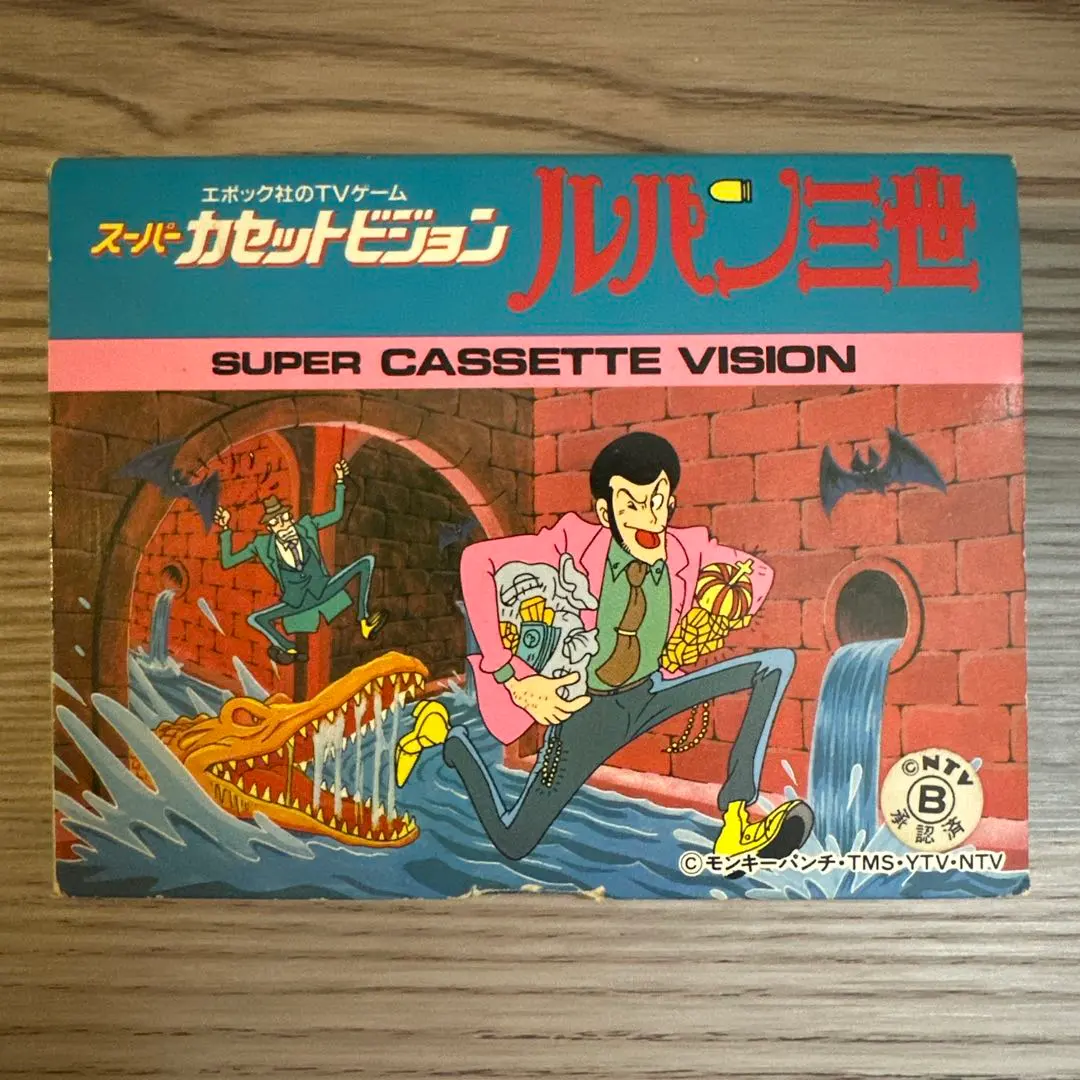 エポック社のTVゲーム
スーパー カセットビジョン
ルパン三世
SUPER CASSETTE VISION
©NTV
B
承認済
©モンキーパンチ・TMS・YTV・NTV